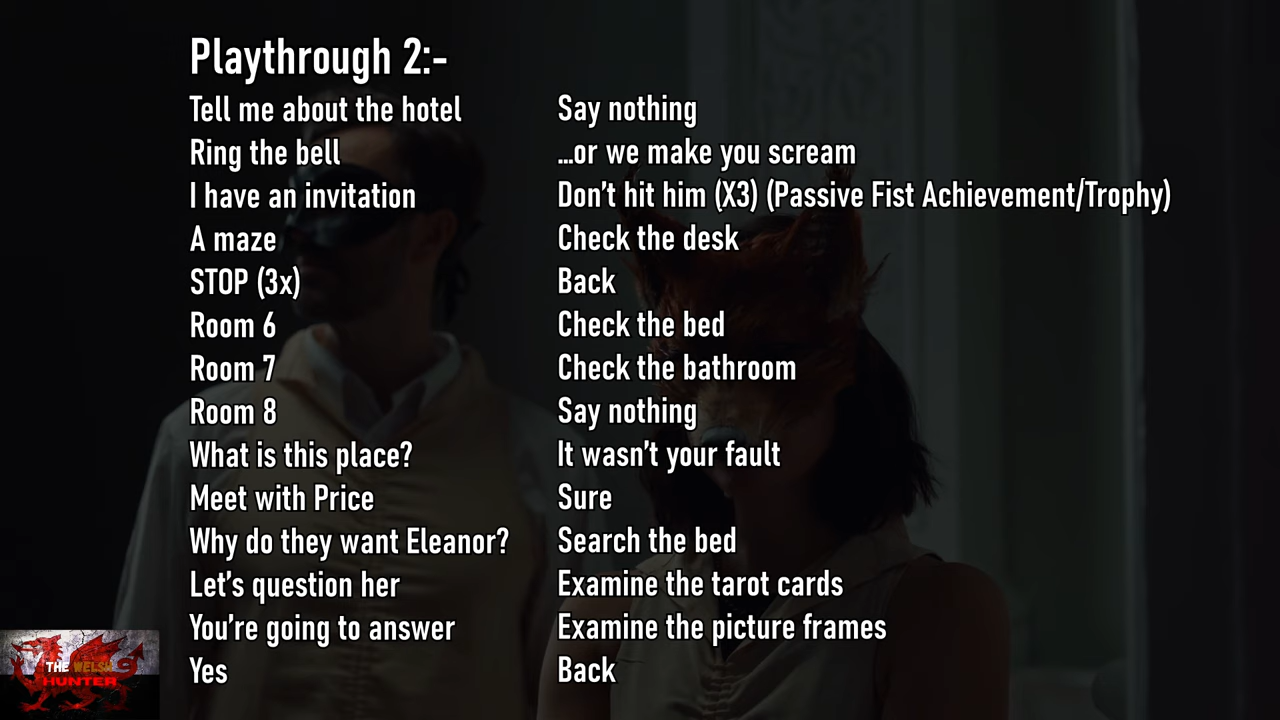 Playthrough 2:-
Tell me about the hotel
Ring the bell
I have an invitation
A maze
STOP (3x)
Room 6
Room 7
Room 8
What is this place?
Meet with Price
Why do they want Eleanor?
Let's question her
You're going to answer
Yes
Say nothing
...or we make you scream
Don't hit him (X3) (Passive Fist Achievement/Trophy)
Check the desk
Back
Check the bed
Check the bathroom
Say nothing
It wasn't your fault
Sure
Search the bed
Examine the tarot cards
Examine the picture frames
Back
THE WELSH
HUNTER